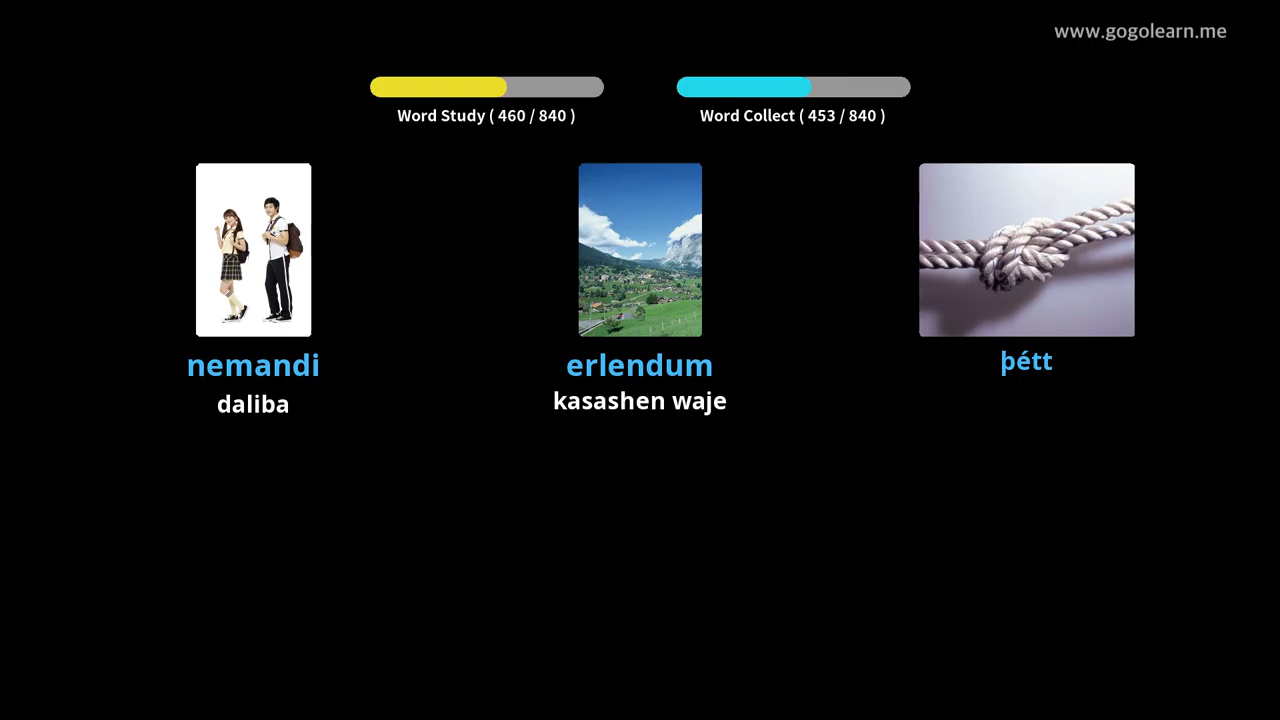 www.gogolearn.me
Word Study ( 460 / 840 )
Word Collect ( 453 / 840 )
nemandi
daliba
erlendum
kasashen waje
þétt